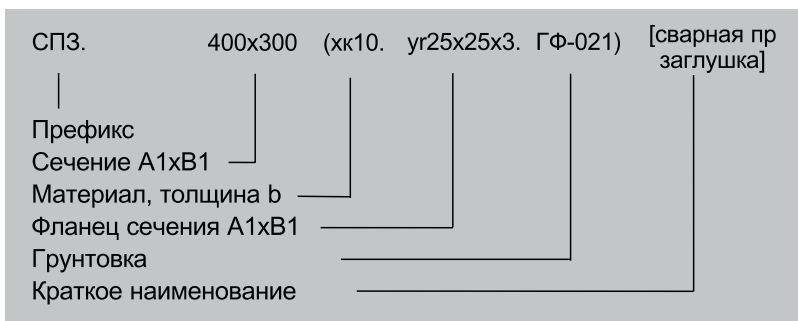 СПЗ. 400х300 (хк10. уг25х25х3. ГФ-021) [сварная пр
заглушка]
Префикс
Сечение А1хВ1
Материал, толщина b
Фланец сечения А1хВ1
Грунтовка
Краткое наименование